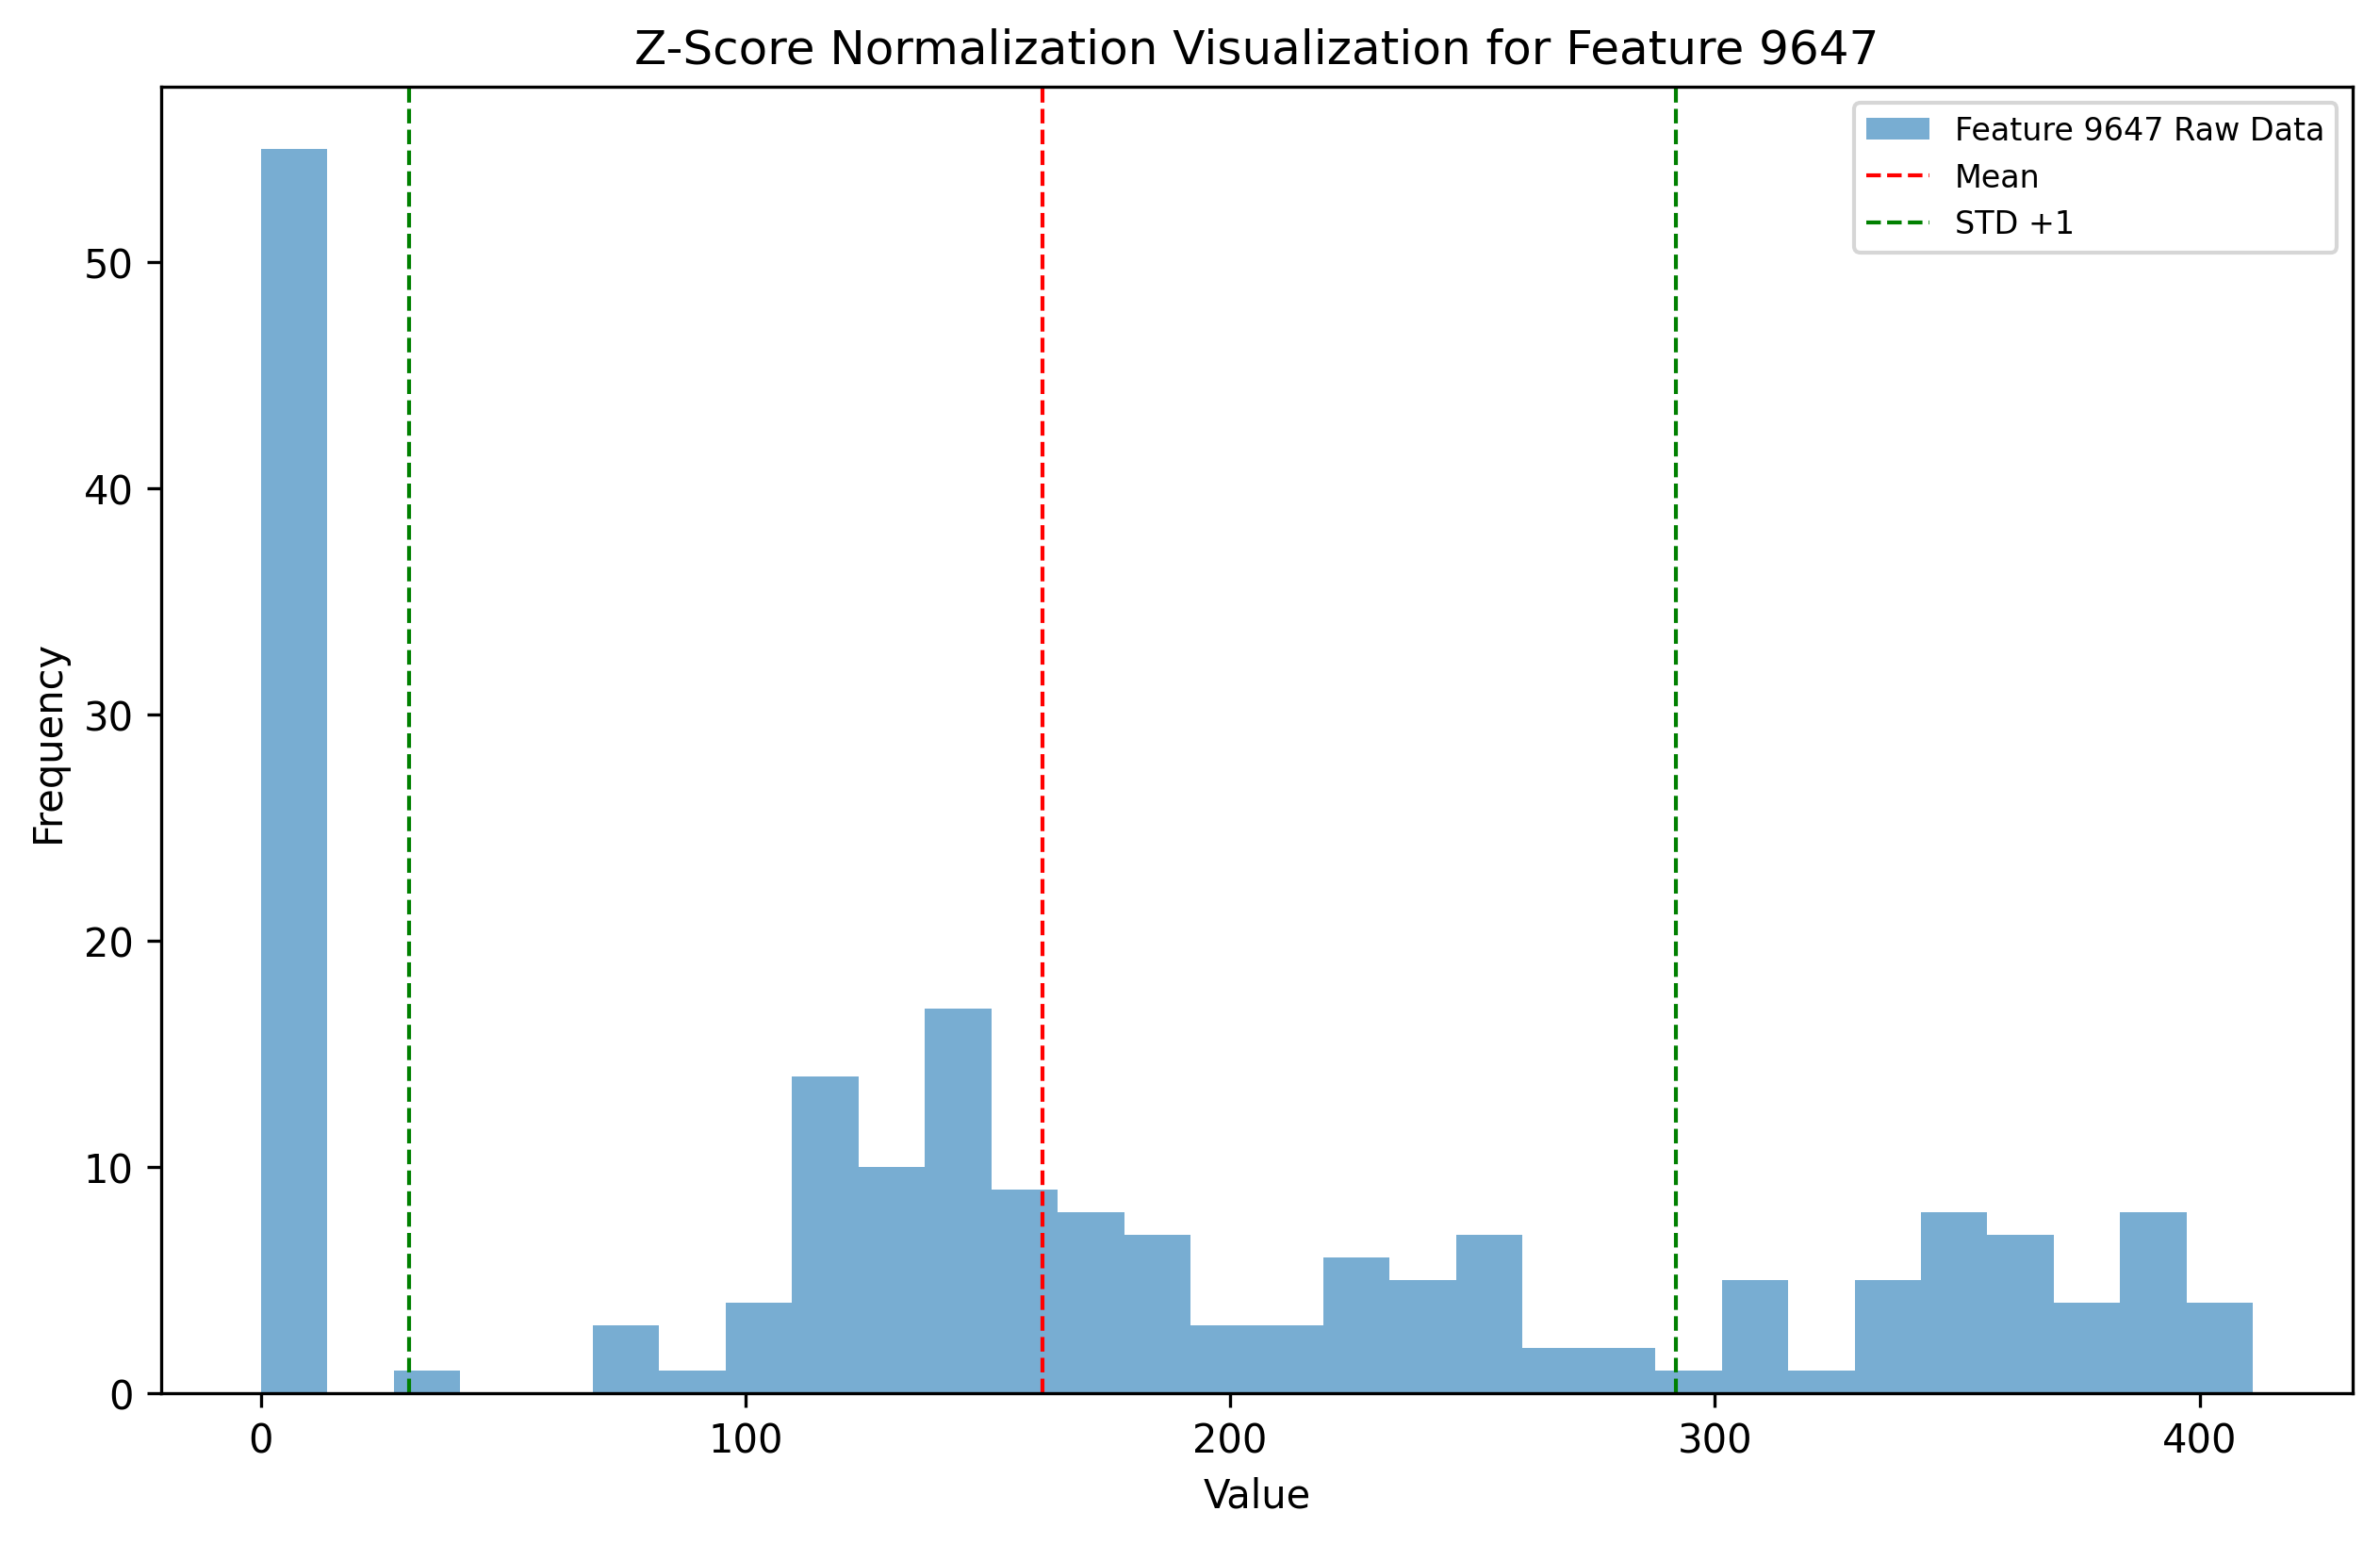 Z-Score Normalization Visualization for Feature 9647
Feature 9647 Raw Data
Mean
STD +1
50
40
30
20
10
0
Frequency
0 100 200 300 400
Value